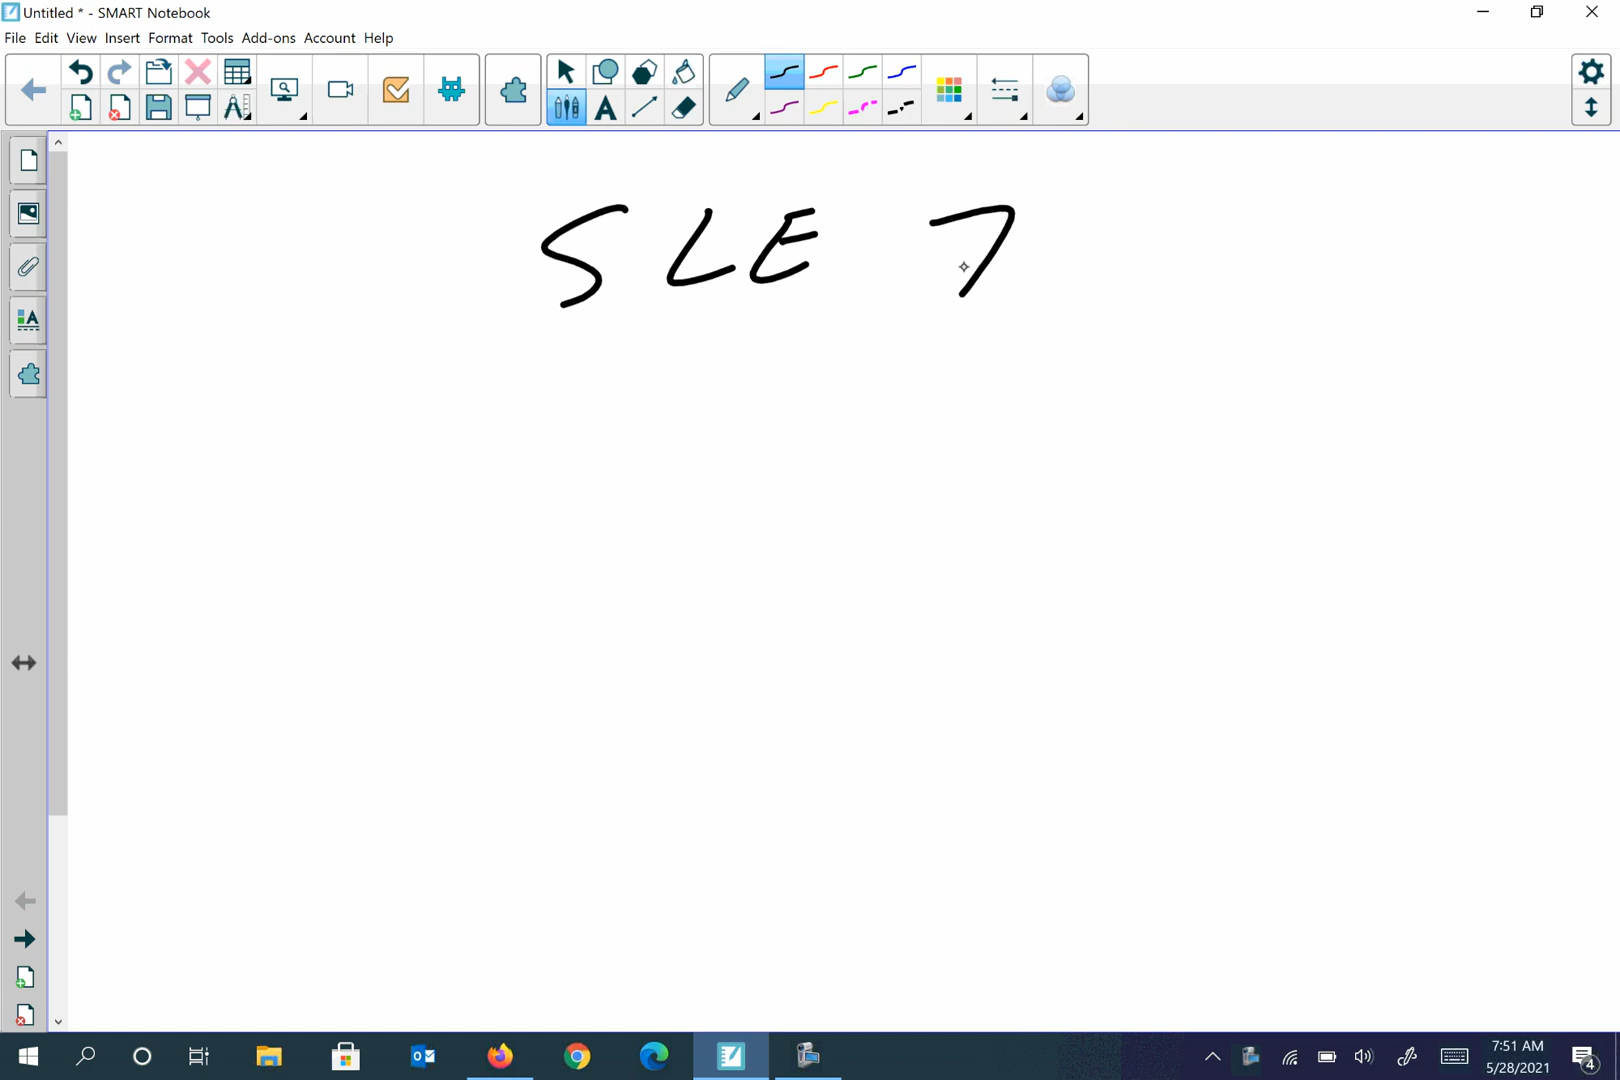 Untitled * - SMART Notebook
File Edit View Insert Format Tools Add-ons Account Help
SLE 7
7:51 AM
5/28/2021
4